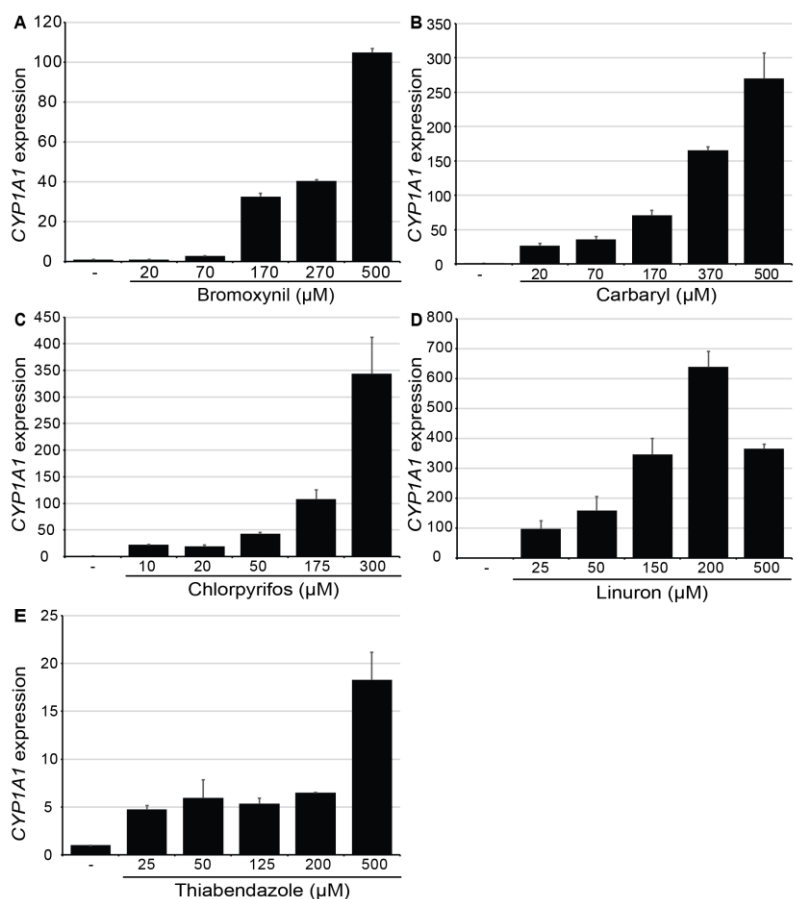 A
CYP1A1 expression
120
100
80
60
40
20
0
- 20 70 170 270 500
Bromoxynil (µM)
B
CYP1A1 expression
350
300
250
200
150
100
50
0
- 20 70 170 370 500
Carbaryl (µM)
C
CYP1A1 expression
450
400
350
300
250
200
150
100
50
0
- 10 20 50 175 300
Chlorpyrifos (µM)
D
CYP1A1 expression
800
700
600
500
400
300
200
100
0
- 25 50 150 200 500
Linuron (µM)
E
CYP1A1 expression
25
20
15
10
5
0
- 25 50 125 200 500
Thiabendazole (µM)